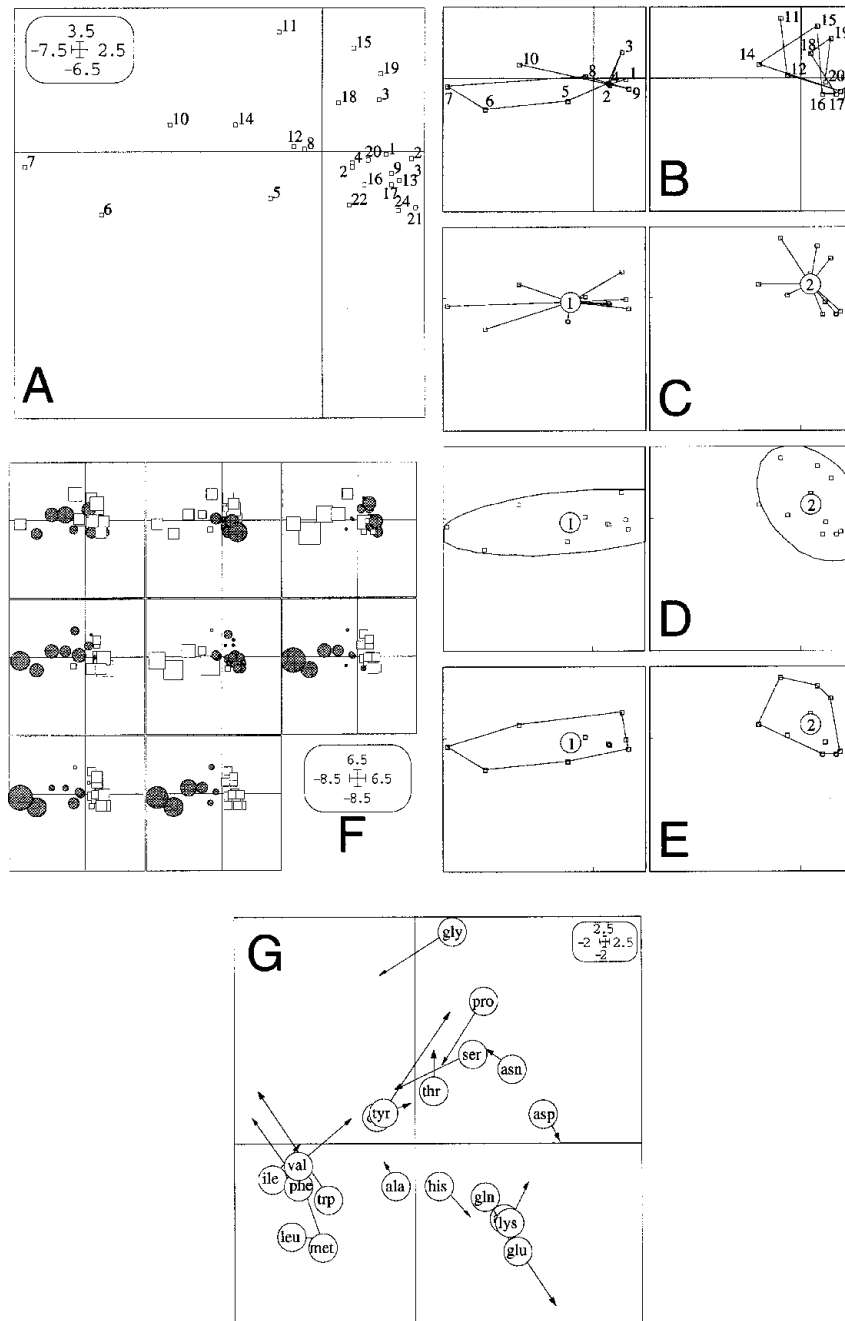 3.5
-7.5 2.5
-6.5
11
15
19
18 3
10 14
12 8
7
20 1
4 2
2 9 3
16 13
5 17
22 24
6 21
A
3
10
8 4 1
7 2 9
6 5
11 15
18 19
14
12 20
16 17
B
1
2
C
1
2
D
1
2
E
6.5
-8.5 6.5
-8.5
F
G
2.5
-2 2.5
-2
gly
pro
ser
asn
thr
tyr
asp
val
ile phe
trp
ala his
gln
lys
leu met
glu